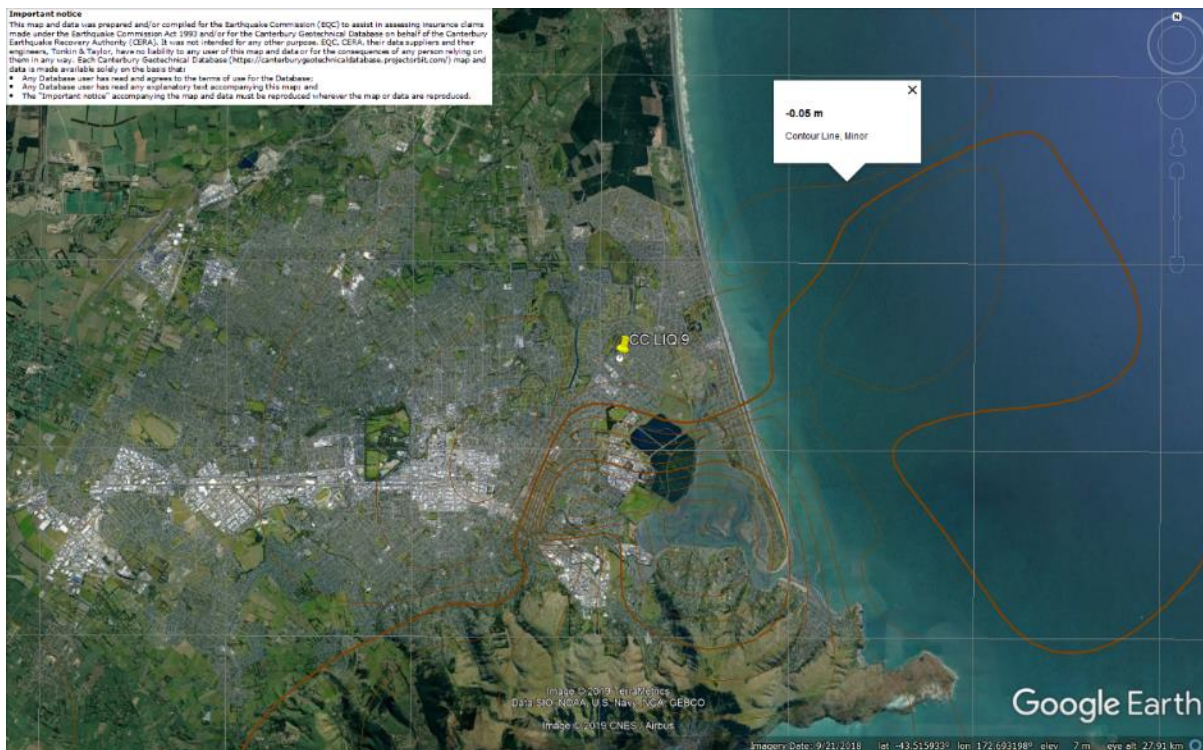 Important notice
This map and data was prepared and/or compiled for the Earthquake Commission (EQC) to assist in assessing insurance claims
made under the Earthquake Commission Act 1993 and/or for the Canterbury Geotechnical Database on behalf of the Canterbury
Earthquake Recovery Authority (CERA). It was not intended for any other purpose. EQC, CERA, their data suppliers and their
engineers, Tonkin & Taylor, have no liability to any user of this map and data or for the consequences of any person relying on
them in any way. Each Canterbury Geotechnical Database (https://canterburygeotechnicaldatabase.projectorbit.com/) map and
data is made available solely on the basis that:
• Any Database user has read and agrees to the terms of use for the Database;
• Any Database user has read any explanatory text accompanying this map; and
• The "Important notice" accompanying the map and data must be reproduced wherever the map or data are reproduced.
N
-0.05 m
Contour Line, Minor
CC LIQ 9
Image © 2019 TerraMetrics
Data SIO, NOAA, U.S. Navy, NGA, GEBCO
Image © 2019 CNES / Airbus
Google Earth
Imagery Date: 9/21/2018 lat -43.515933° lon 172.693198° elev 2 m eye alt 27.91 km